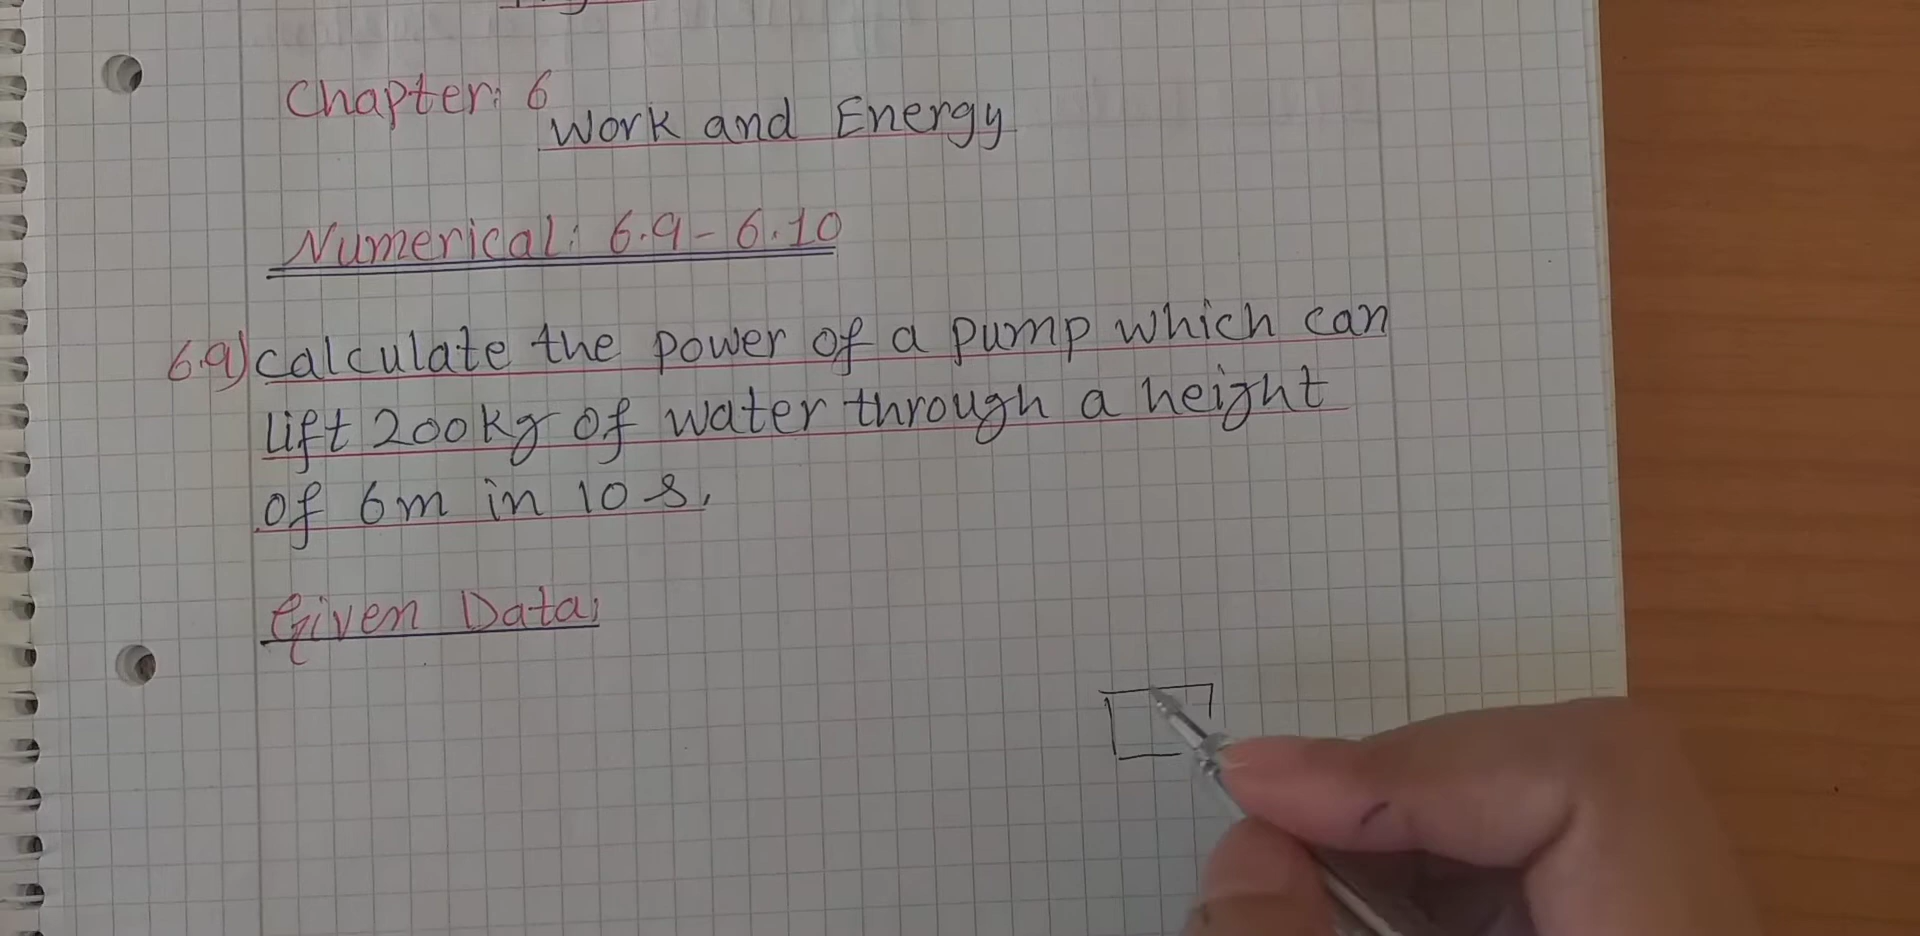 Chapter: 6
Work and Energy
Numerical: 6.9-6.10
6.9) Calculate the power of a pump which can
lift 200kg of water through a height
of 6m in 10 s.
Given Data: